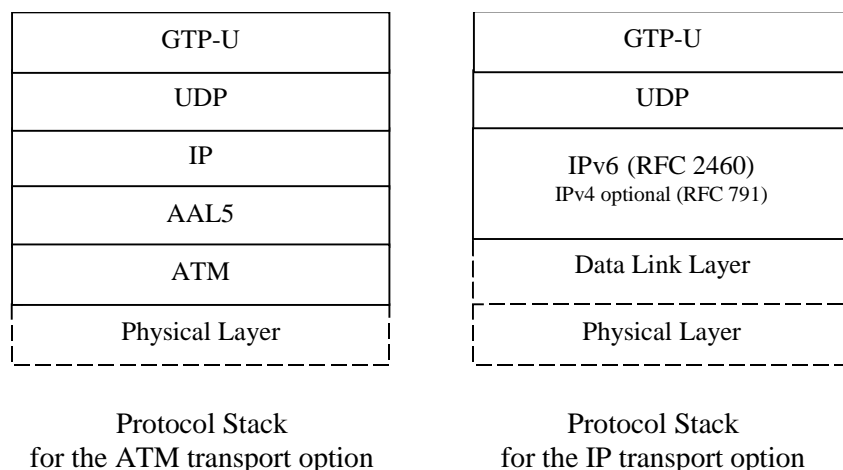 GTP-U
UDP
IP
AAL5
ATM
Physical Layer
Protocol Stack
for the ATM transport option
GTP-U
UDP
IPv6 (RFC 2460)
IPv4 optional (RFC 791)
Data Link Layer
Physical Layer
Protocol Stack
for the IP transport option